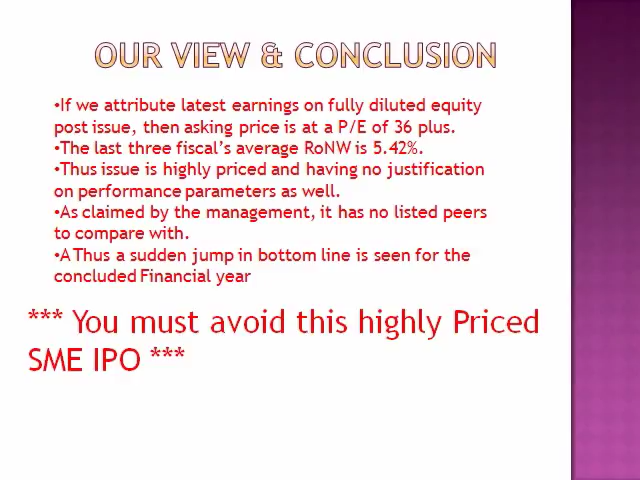 OUR VIEW & CONCLUSION
•If we attribute latest earnings on fully diluted equity
post issue, then asking price is at a P/E of 36 plus.
•The last three fiscal's average RoNW is 5.42%.
•Thus issue is highly priced and having no justification
on performance parameters as well.
•As claimed by the management, it has no listed peers
to compare with.
•A Thus a sudden jump in bottom line is seen for the
concluded Financial year
*** You must avoid this highly Priced
SME IPO ***